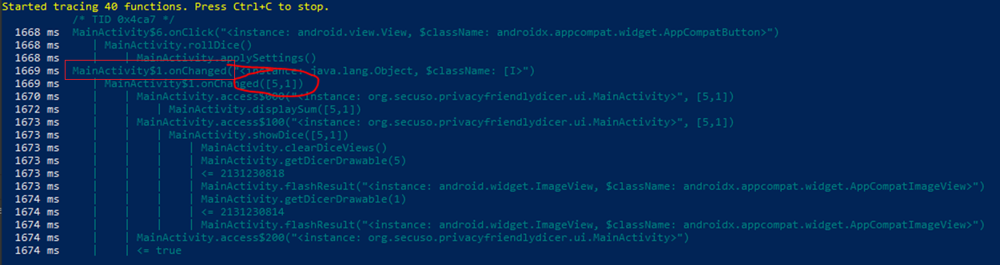 Started tracing 40 functions. Press Ctrl+C to stop.
/* TID 0x4ca7 */
1668 ms MainActivity$6.onClick("<instance: android.view.View, $className: androidx.appcompat.widget.AppCompatButton>")
1668 ms | MainActivity.rollDice()
1668 ms | | MainActivity.applySettings()
1669 ms MainActivity$1.onChanged("<instance: java.lang.Object, $className: [I>")
1669 ms | MainActivity$1.onChanged([5,1])
1670 ms | | MainActivity.access$000("<instance: org.secuso.privacyfriendlydicer.ui.MainActivity>", [5,1])
1672 ms | | | MainActivity.displaySum([5,1])
1673 ms | | MainActivity.access$100("<instance: org.secuso.privacyfriendlydicer.ui.MainActivity>", [5,1])
1673 ms | | | MainActivity.showDice([5,1])
1673 ms | | | | MainActivity.clearDiceViews()
1673 ms | | | | MainActivity.getDicerDrawable(5)
1673 ms | | | | <= 2131230818
1673 ms | | | | MainActivity.flashResult("<instance: android.widget.ImageView, $className: androidx.appcompat.widget.AppCompatImageView>")
1674 ms | | | | MainActivity.getDicerDrawable(1)
1674 ms | | | | <= 2131230814
1674 ms | | | | MainActivity.flashResult("<instance: android.widget.ImageView, $className: androidx.appcompat.widget.AppCompatImageView>")
1674 ms | | MainActivity.access$200("<instance: org.secuso.privacyfriendlydicer.ui.MainActivity>")
1674 ms | | <= true